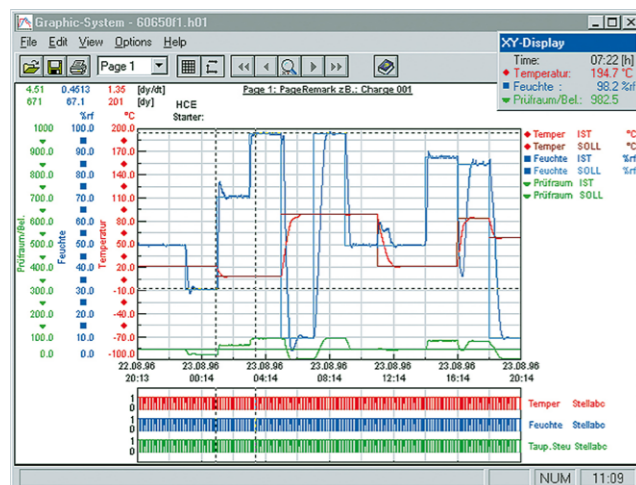 Graphic-System - 60650f1.h01
File Edit View Options Help
Page 1
XY-Display
Time: 07:22 [h]
Temperatur: 194.7 °C
Feuchte : 98.2 %rf
Prüfraum/Bel.: 982.5
4.51 0.4513 1.35 [dy/dt]
671 67.1 201 [dy]
Page 1: PageRemark zB.: Charge 001
HCE
Starter:
%rf °C
1000 100.0 200.0
900.0 90.0 170.0
800.0 80.0 140.0
700.0 70.0 110.0
600.0 60.0 80.0
500.0 50.0 50.0
400.0 40.0 20.0
300.0 30.0 -10.0
200.0 20.0 -40.0
100.0 10.0 -70.0
0.0 0.0 -100.0
Prüfraum/Bel.
Feuchte
Temperatur
Temper IST °C
Temper SOLL °C
Feuchte IST %rf
Feuchte SOLL %rf
Prüfraum IST
Prüfraum SOLL
22.08.96 23.08.96 23.08.96 23.08.96 23.08.96 23.08.96 23.08.96
20:13 00:14 04:14 08:14 12:14 16:14 20:14
1
0
Temper Stellabc
1
0
Feuchte Stellabc
1
0
Taup.Steu Stellabc
NUM 11:09